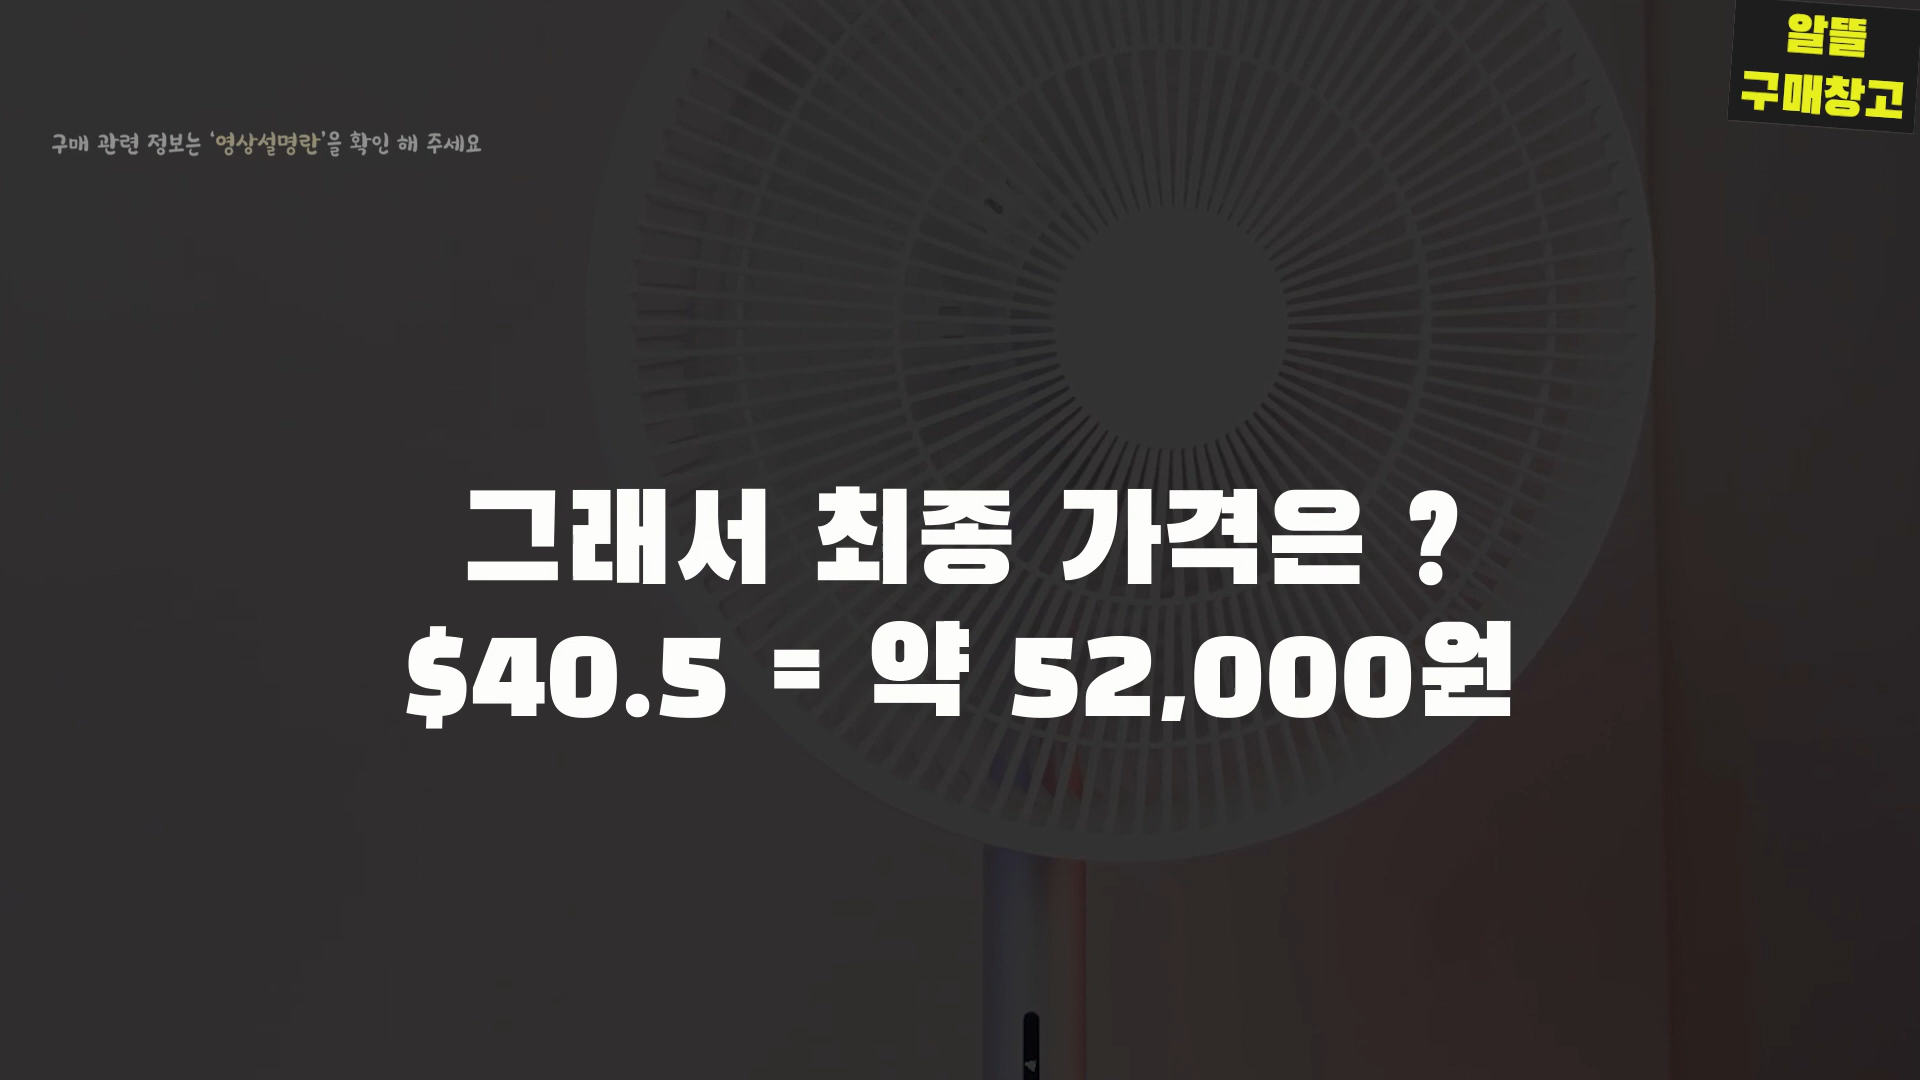 알뜰
구매창고
구매 관련 정보는 '영상설명란'을 확인 해 주세요
그래서 최종 가격은 ?
$40.5 = 약 52,000원